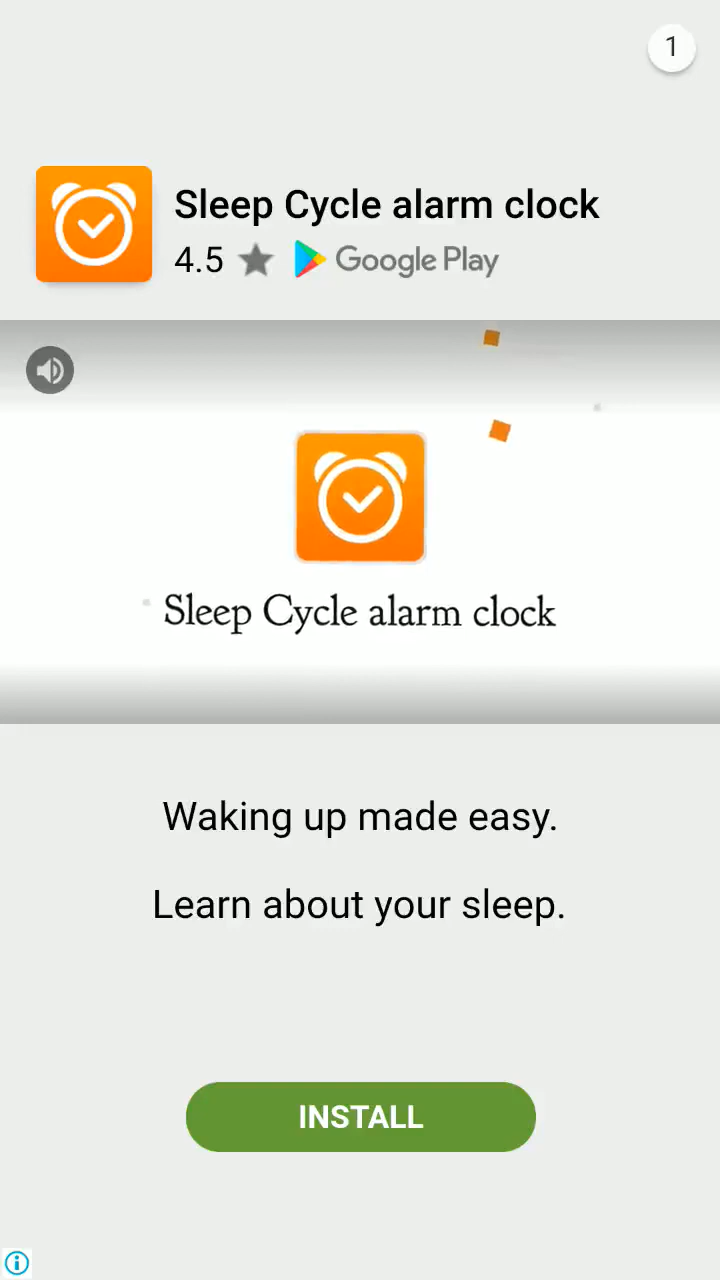 1
Sleep Cycle alarm clock
4.5 Google Play
Sleep Cycle alarm clock
Waking up made easy.
Learn about your sleep.
INSTALL